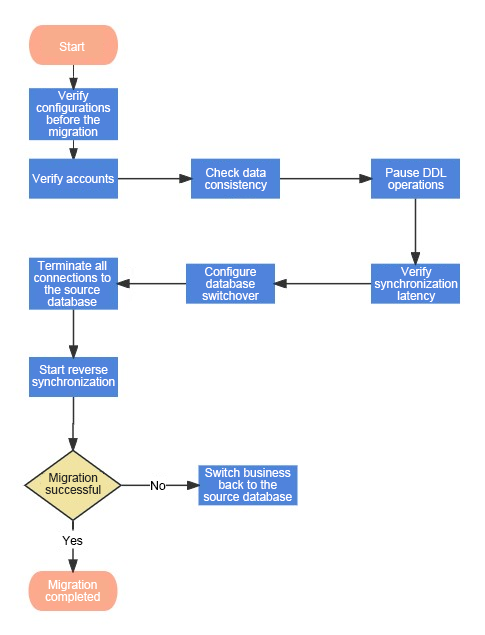 Start
Verify
configurations
before the
migration
Verify accounts
Check data
consistency
Pause DDL
operations
Verify
synchronization
latency
Configure
database
switchover
Terminate all
connections to
the source
database
Start reverse
synchronization
Migration
successful
No
Switch business
back to the
source database
Yes
Migration
completed